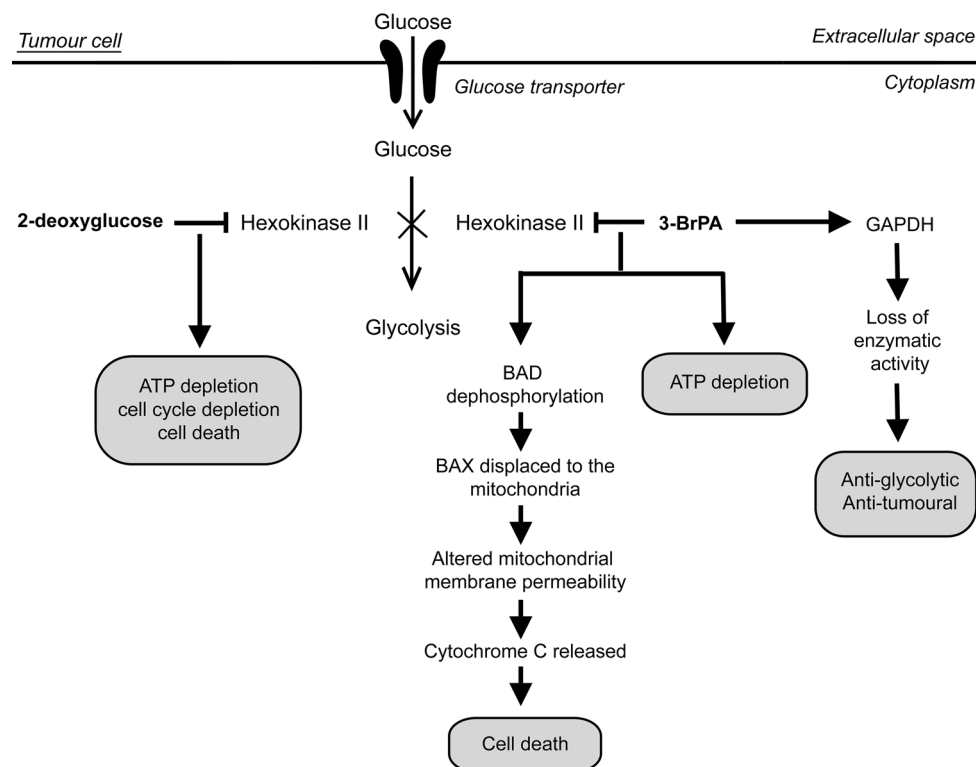 Glucose
Tumour cell
Extracellular space
Glucose transporter
Cytoplasm
Glucose
2-deoxyglucose
Hexokinase II
Hexokinase II
3-BrPA
GAPDH
Glycolysis
Loss of
enzymatic
activity
ATP depletion
cell cycle depletion
cell death
BAD
dephosphorylation
ATP depletion
BAX displaced to the
mitochondria
Anti-glycolytic
Anti-tumoural
Altered mitochondrial
membrane permeability
Cytochrome C released
Cell death